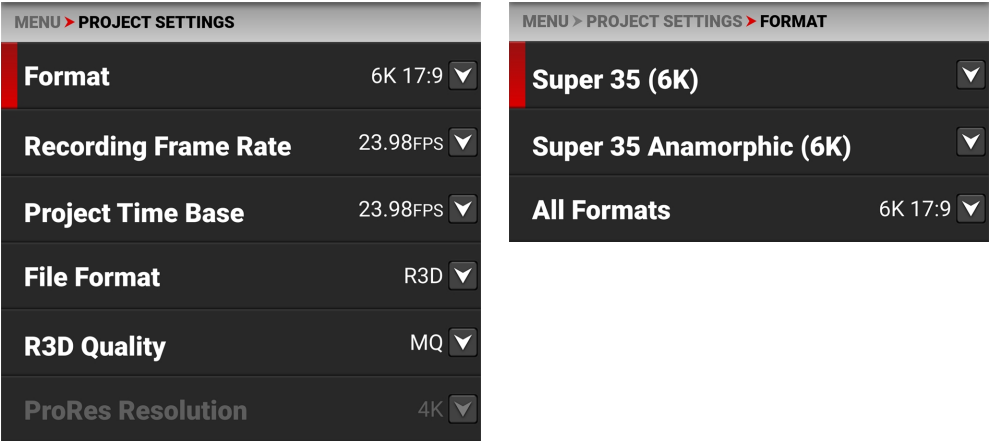 MENU PROJECT SETTINGS
Format 6K 17:9
Recording Frame Rate 23.98FPS
Project Time Base 23.98FPS
File Format R3D
R3D Quality MQ
ProRes Resolution 4K
MENU PROJECT SETTINGS FORMAT
Super 35 (6K)
Super 35 Anamorphic (6K)
All Formats 6K 17:9